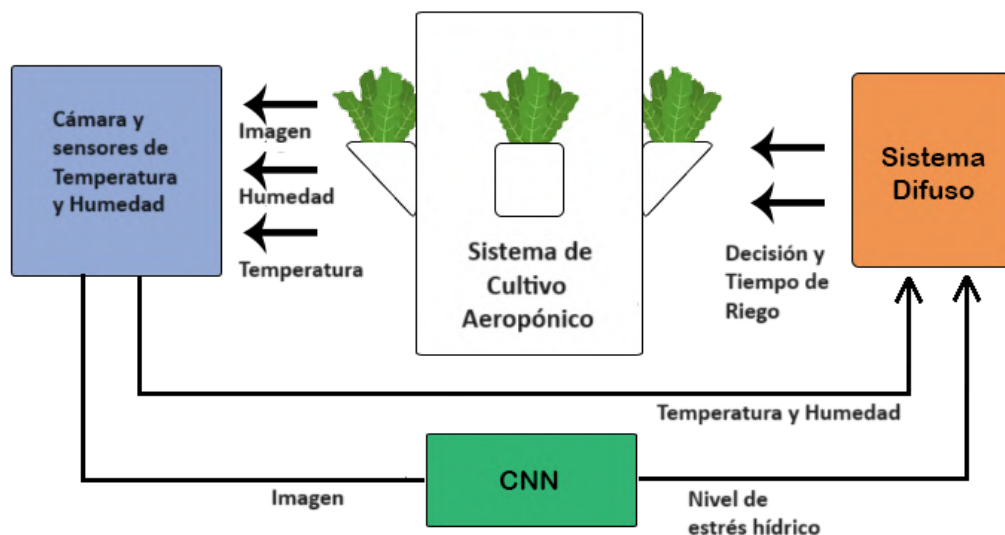 Cámara y
sensores de
Temperatura
y Humedad
Imagen
Humedad
Temperatura
Sistema de
Cultivo
Aeropónico
Decisión y
Tiempo de
Riego
Sistema
Difuso
Temperatura y Humedad
Imagen
CNN
Nivel de
estrés hídrico